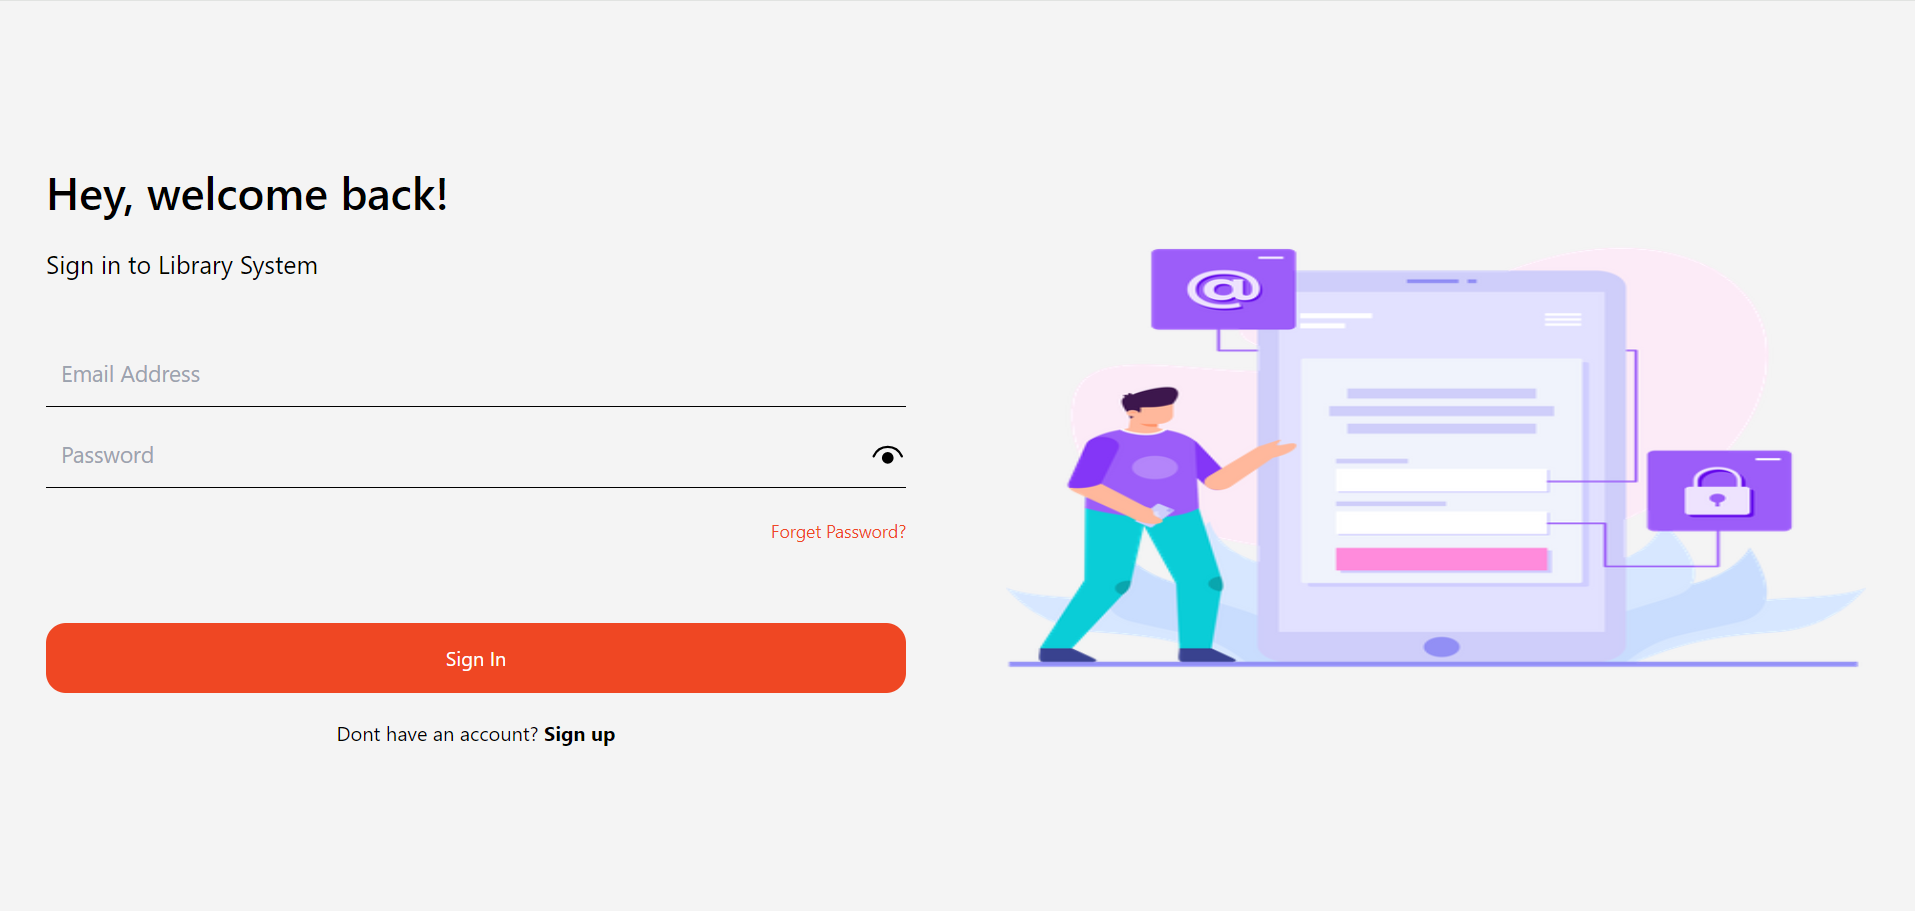 Hey, welcome back!
Sign in to Library System
Email Address
Password
Forget Password?
Sign In
Dont have an account? Sign up
@